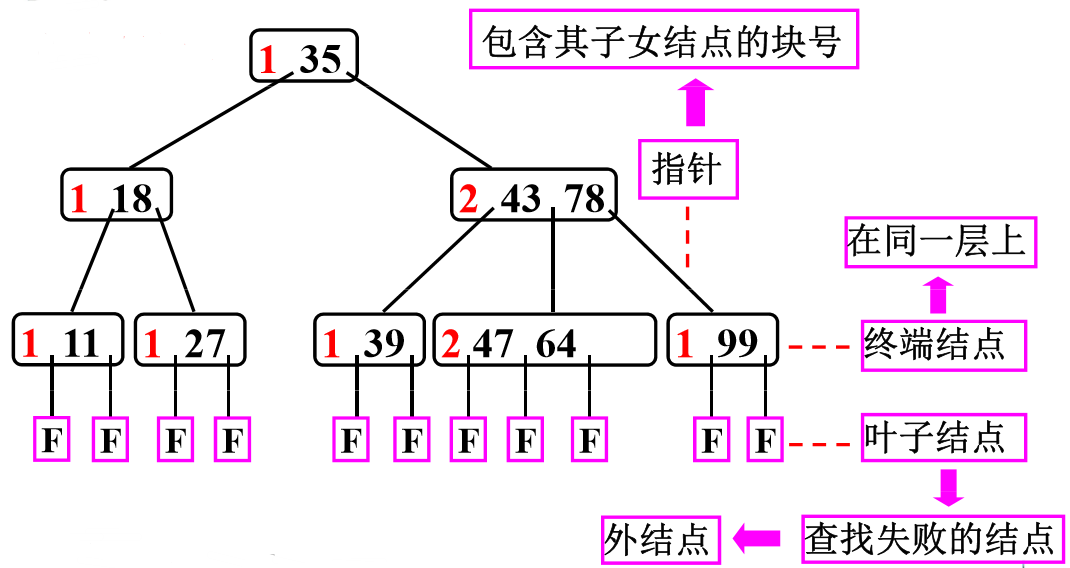 包含其子女结点的块号
1 35
指针
1 18
2 43 78
在同一层上
1 11
1 27
1 39
2 47 64
1 99
终端结点
F F F F F F F F F F F
叶子结点
外结点
查找失败的结点